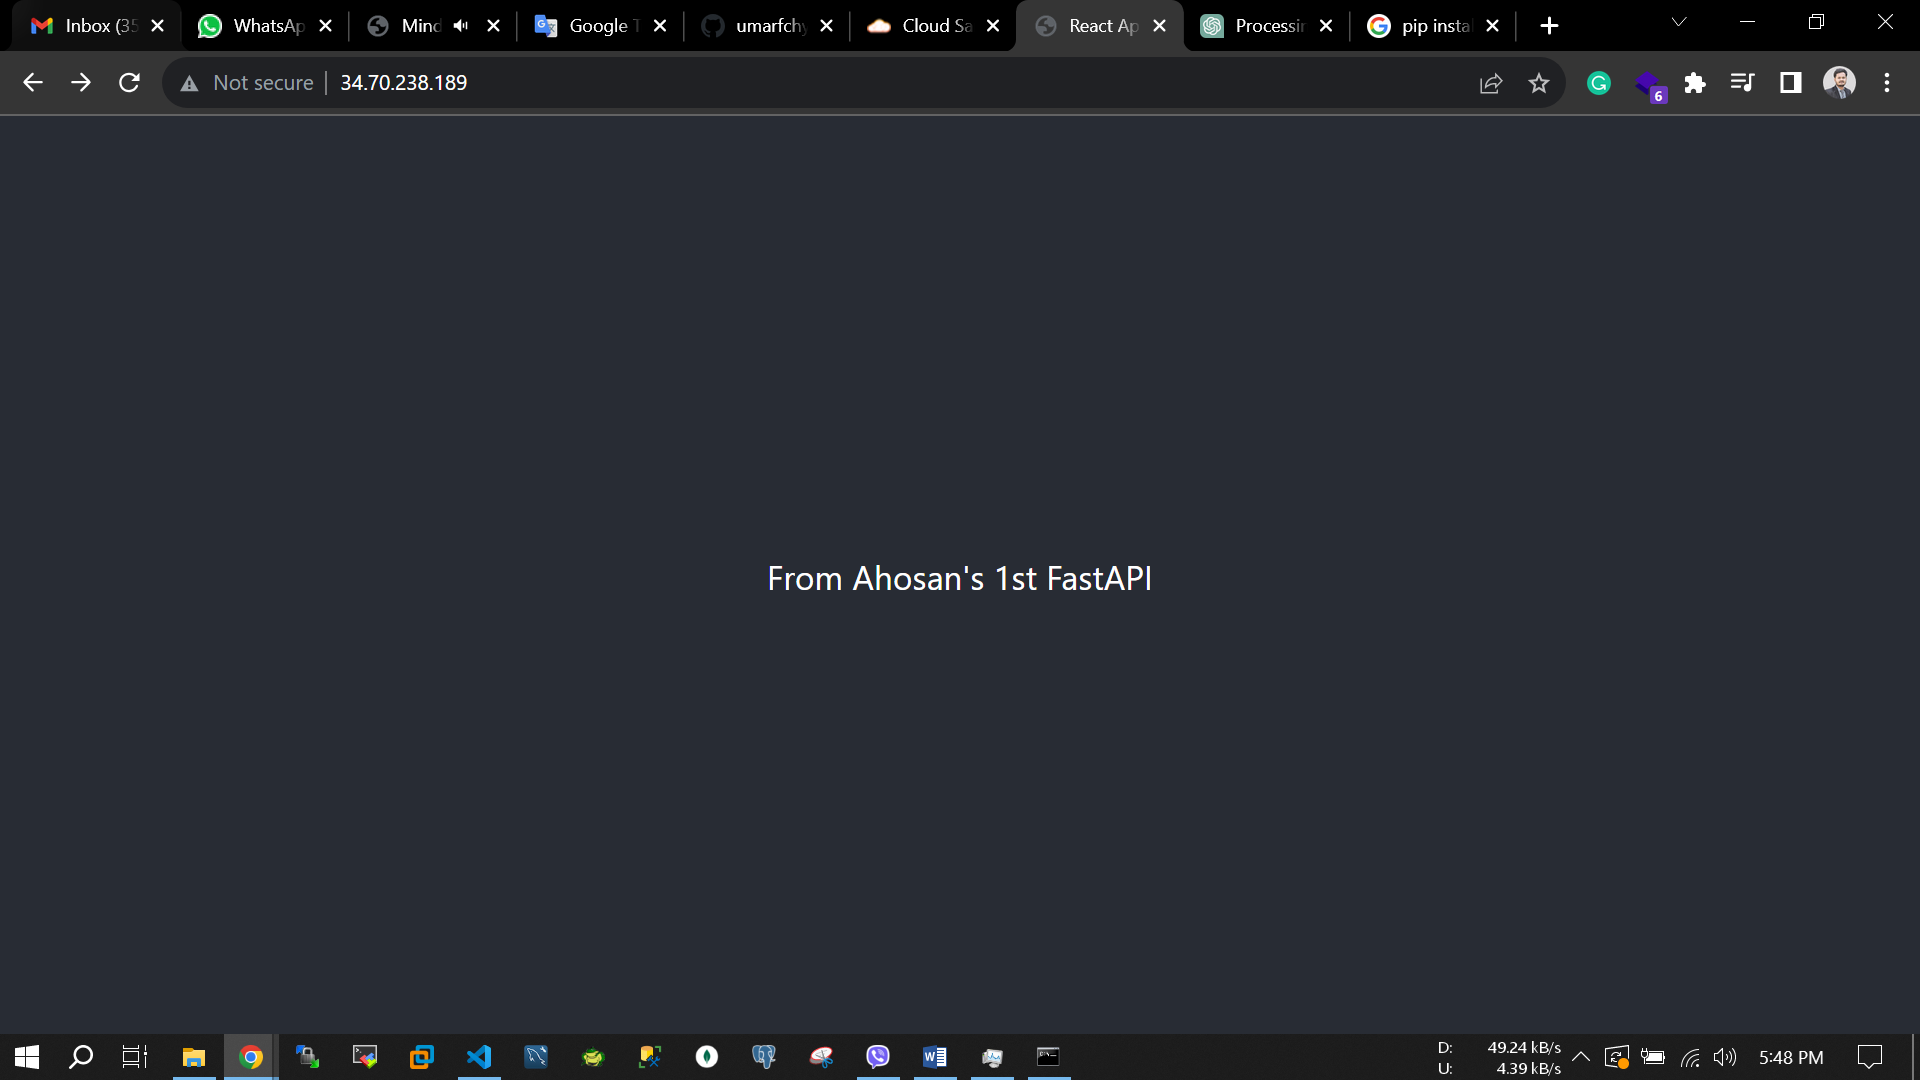 Inbox (35
WhatsAp
Mind
Google T
umarfchy
Cloud Sa
React Ap
Processin
pip instal
Not secure
34.70.238.189
6
From Ahosan's 1st FastAPI
D: 49.24 kB/s
U: 4.39 kB/s
5:48 PM